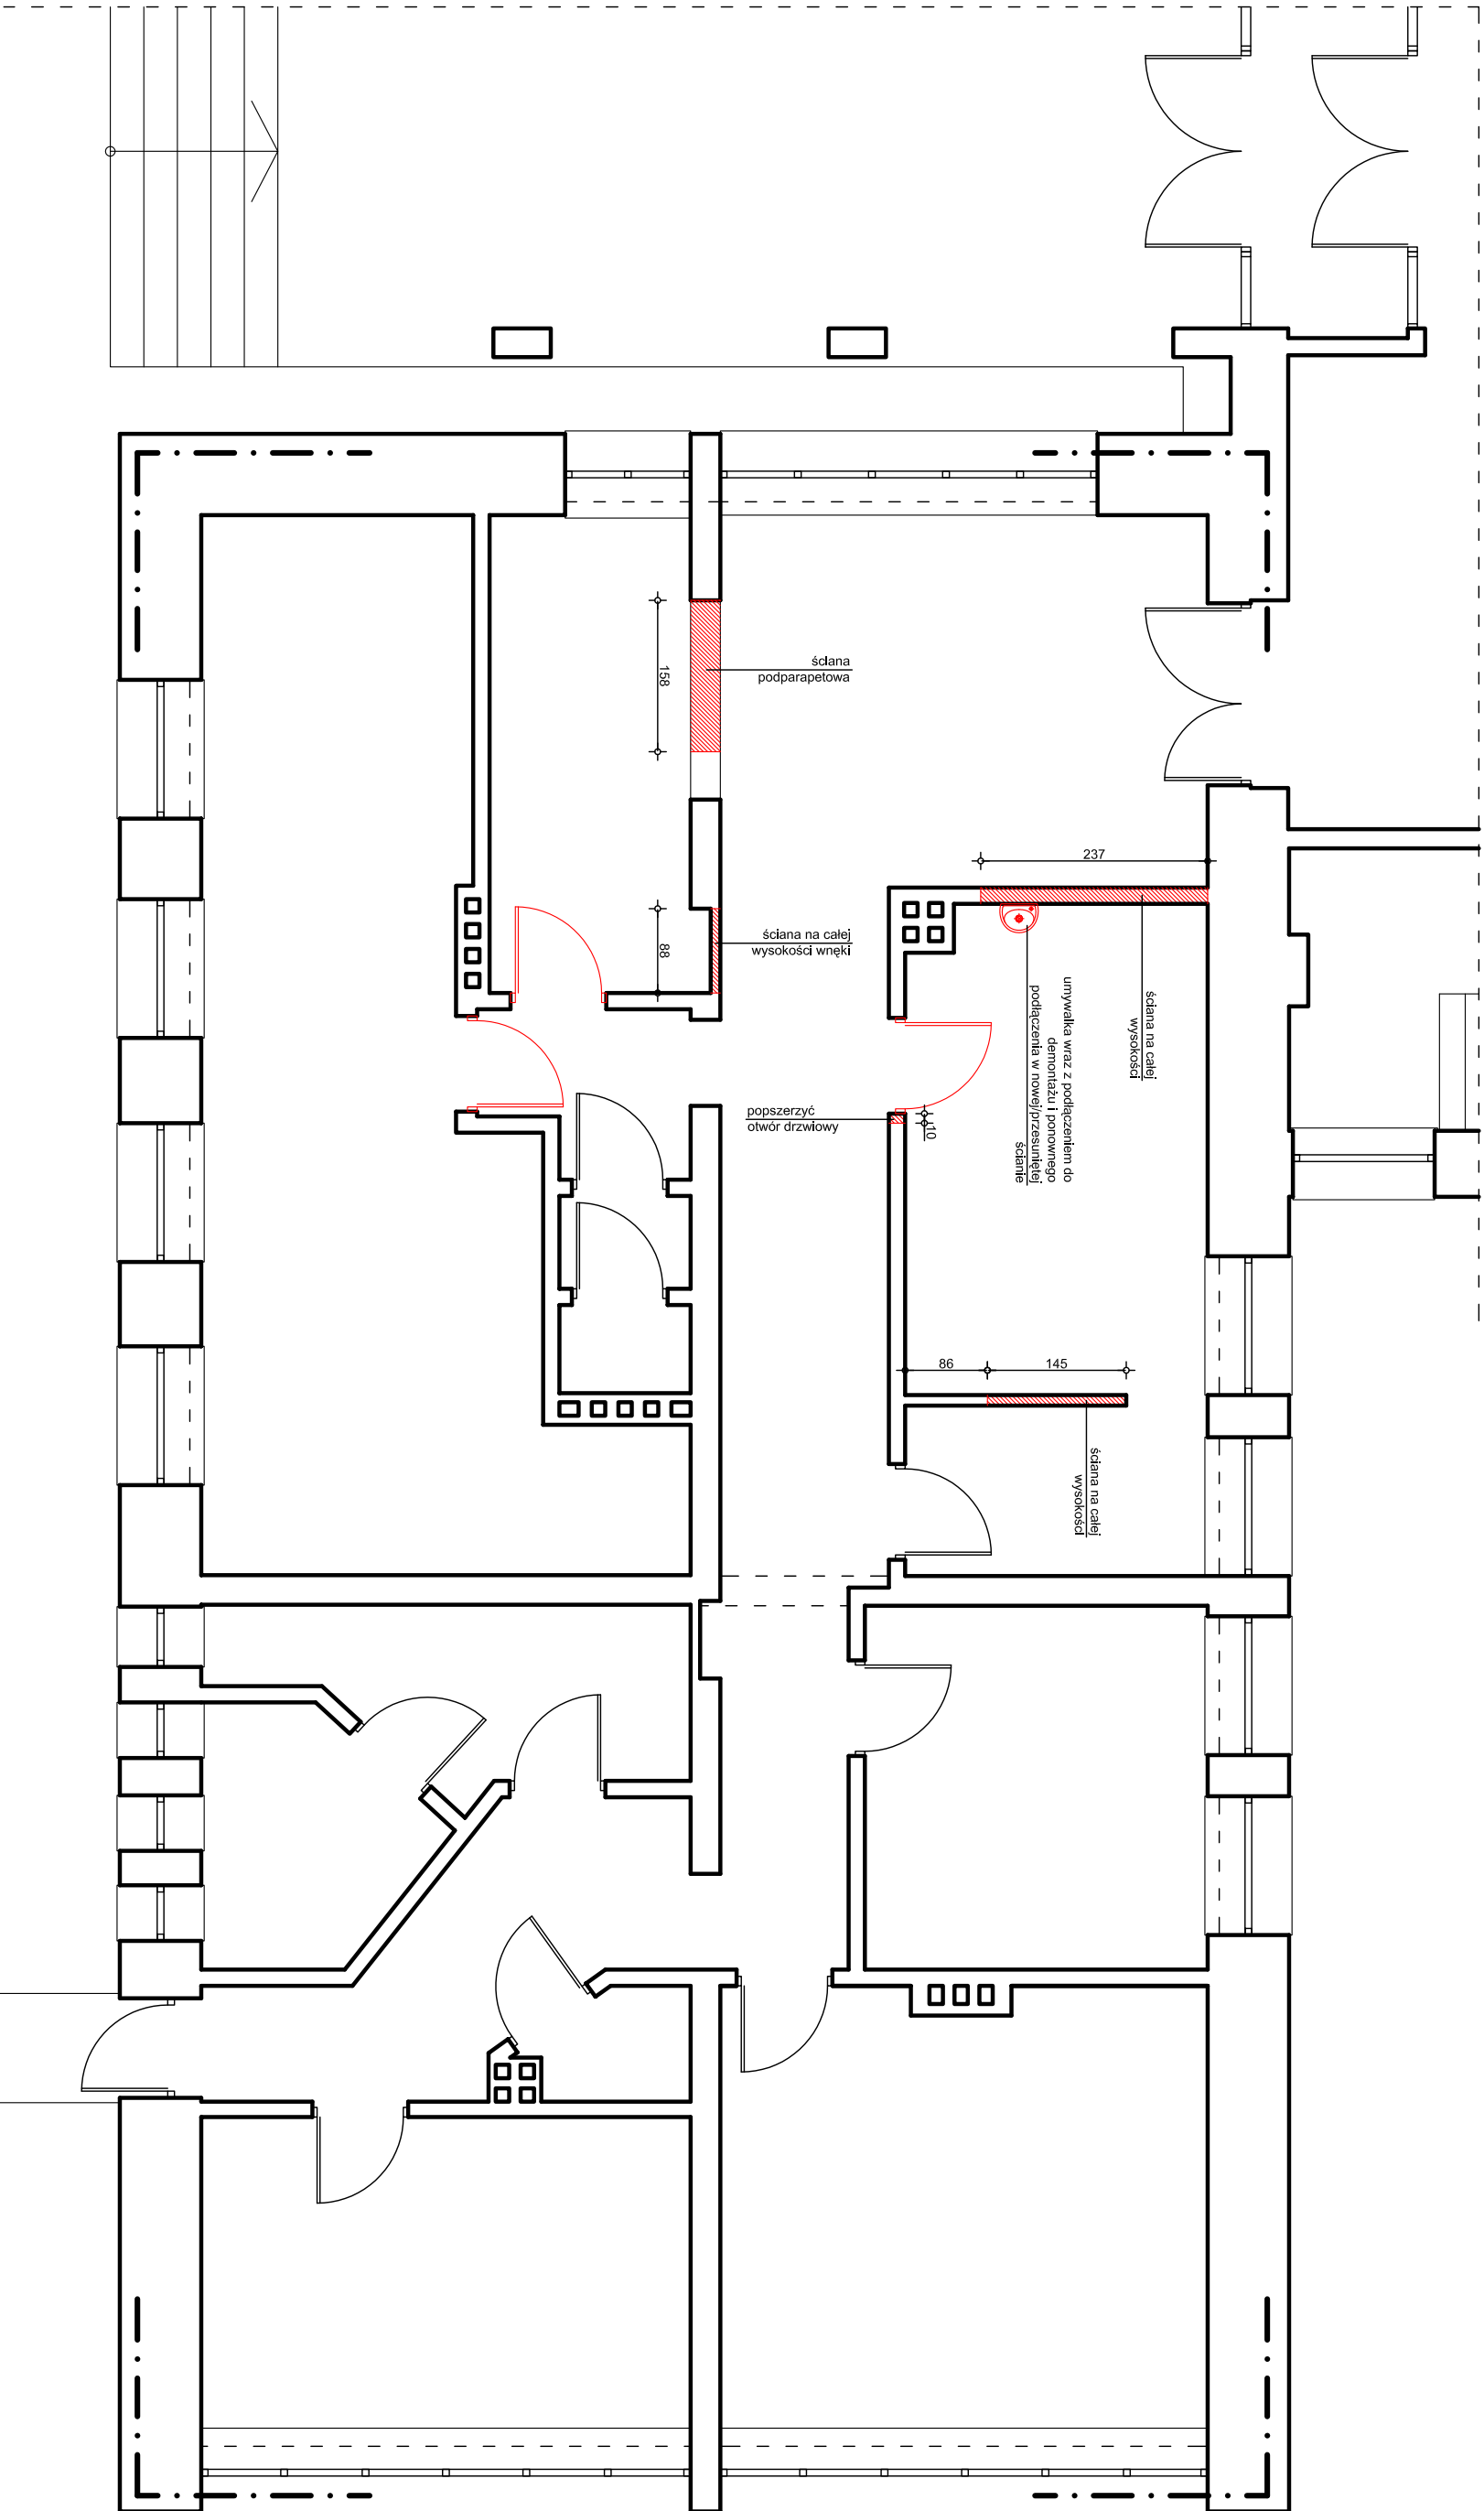 158
ściana
podparapetowa
237
ściana na całej
wysokości wnęki
88
ściana na całej
wysokości
umywalka wraz z podłączeniem do
demontażu i ponownego
podłączenia w nowej/przesuniętej
ścianie
popszerzyć
otwór drzwiowy
10
86
145
ściana na całej
wysokości